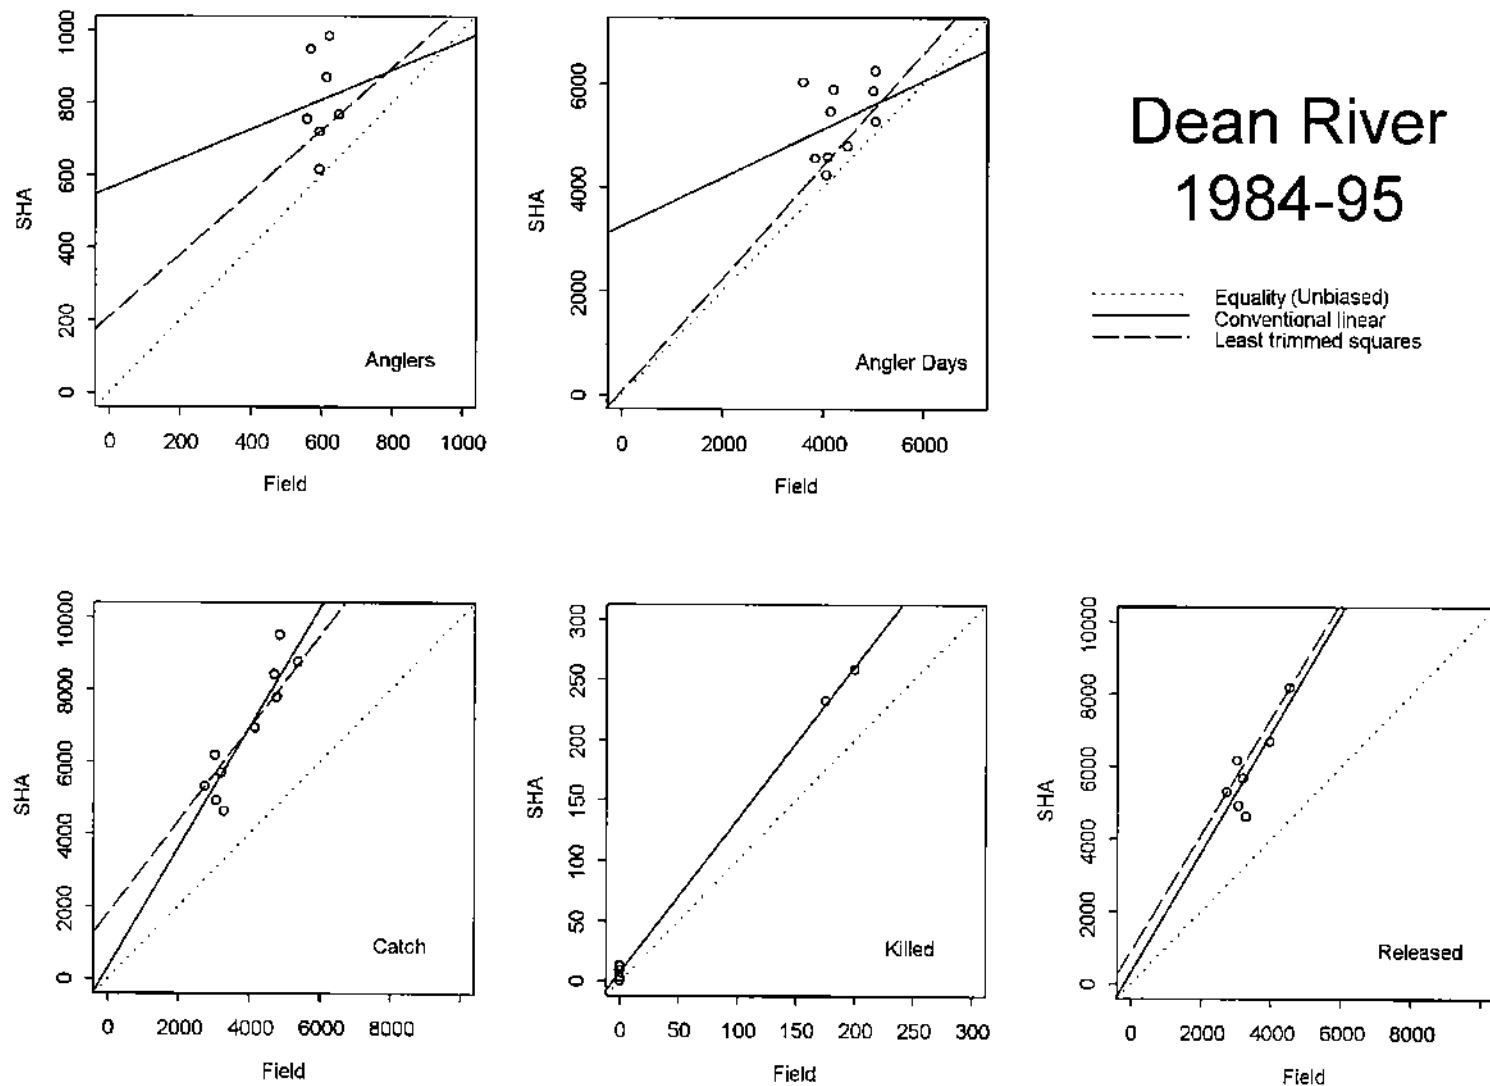 Dean River
1984-95
Equality (Unbiased)
Conventional linear
Least trimmed squares
SHA
0 200 400 600 800 1000
Anglers
0 200 400 600 800 1000
Field
SHA
0 2000 4000 6000
Angler Days
0 2000 4000 6000
Field
SHA
0 2000 4000 6000 8000 10000
Catch
0 2000 4000 6000 8000
Field
SHA
0 50 100 150 200 250 300
Killed
0 50 100 150 200 250 300
Field
SHA
0 2000 4000 6000 8000 10000
Released
0 2000 4000 6000 8000
Field